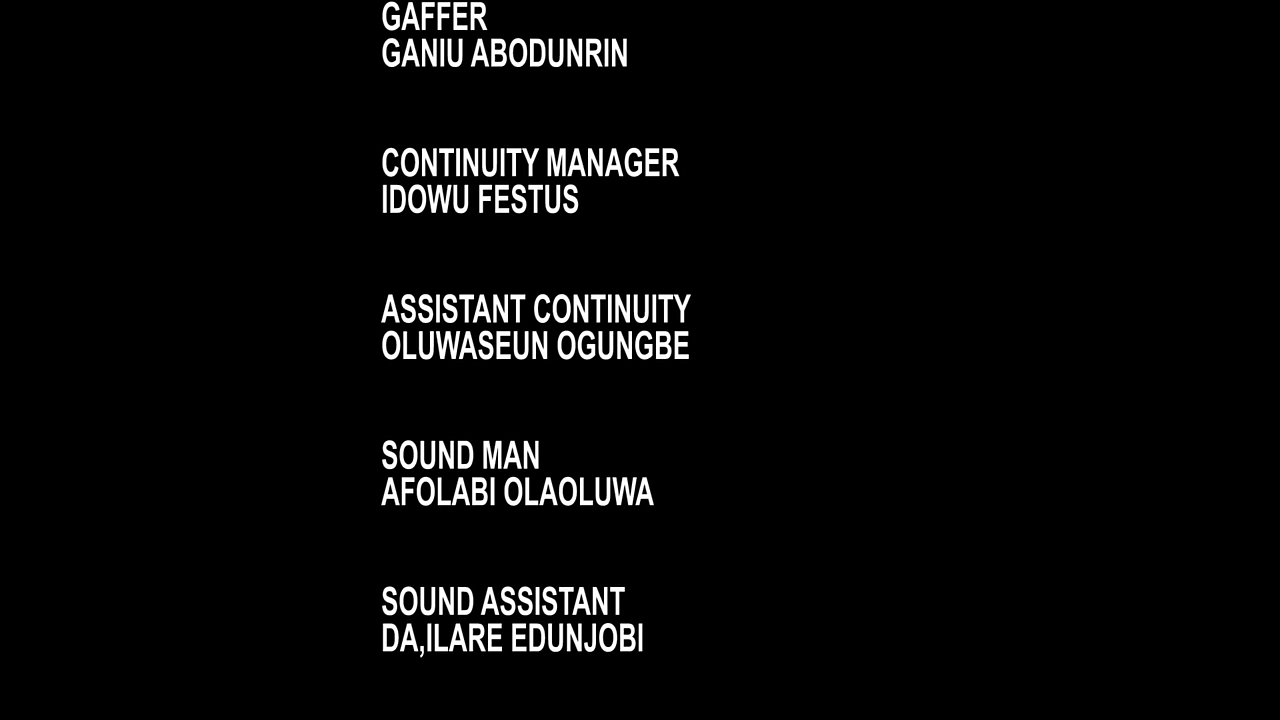 GAFFER
GANIU ABODUNRIN
CONTINUITY MANAGER
IDOWU FESTUS
ASSISTANT CONTINUITY
OLUWASEUN OGUNGBE
SOUND MAN
AFOLABI OLAOLUWA
SOUND ASSISTANT
DA,ILARE EDUNJOBI